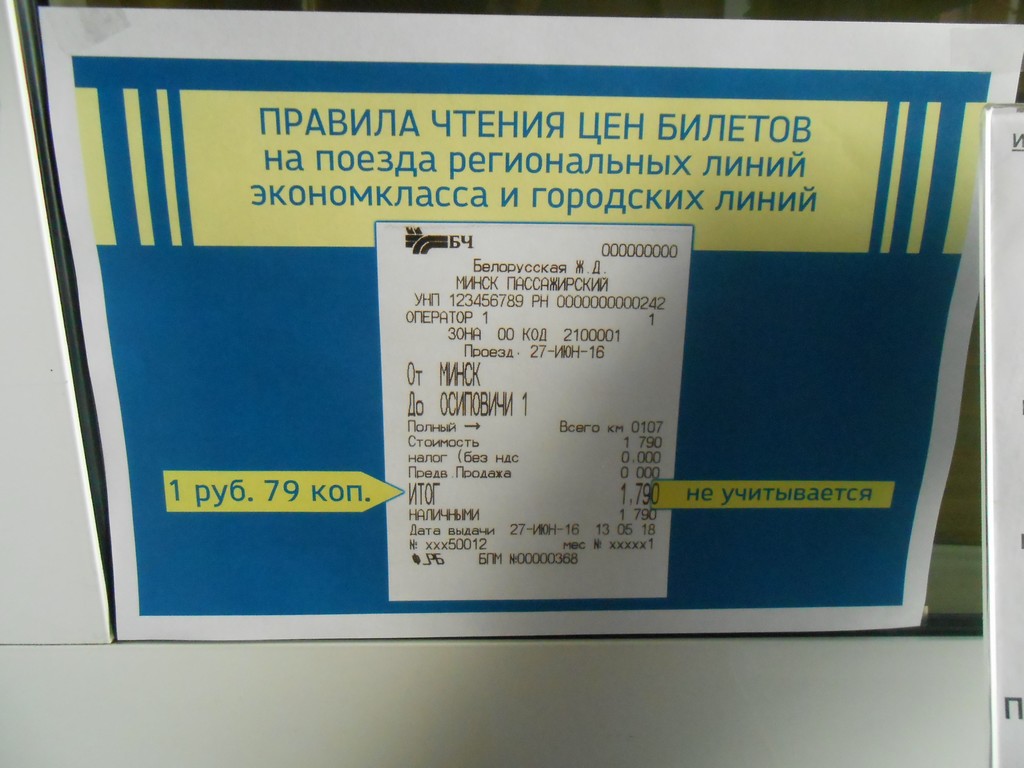 ПРАВИЛА ЧТЕНИЯ ЦЕН БИЛЕТОВ
на поезда региональных линий
экономкласса и городских линий
БЧ
000000000
Белорусская Ж.Д.
МИНСК ПАССАЖИРСКИЙ
УНП 123456789 РН 0000000000242
ОПЕРАТОР 1 1
ЗОНА 00 КОД 2100001
Проезд. 27-ИЮН-16
От МИНСК
До ОСИПОВИЧИ 1
Полный → Всего км 0107
Стоимость 1 790
налог (без ндс 0,000
Предв.Продажа 0 000
1 руб. 79 коп. ИТОГ 1,790 не учитывается
НАЛИЧНЫМИ 1 790
Дата выдачи 27-ИЮН-16 13 05 18
№ xxx50012 мес № xxxxx1
РБ БПМ №00000368
И
П